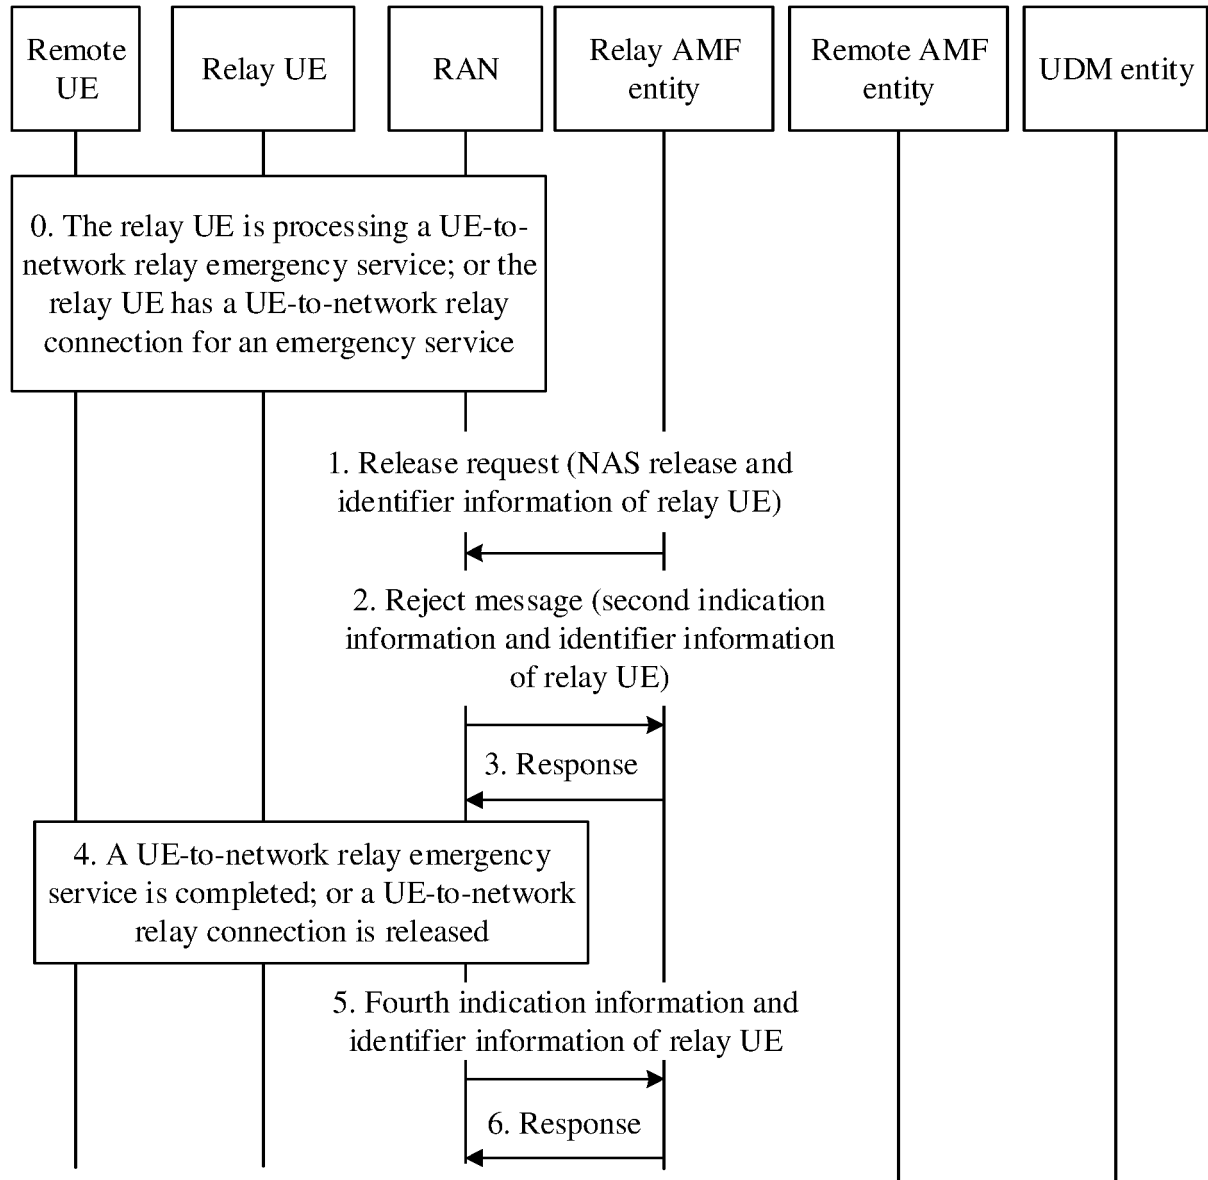 Remote
UE
Relay UE
RAN
Relay AMF
entity
Remote AMF
entity
UDM entity
0. The relay UE is processing a UE-to-
network relay emergency service; or the
relay UE has a UE-to-network relay
connection for an emergency service
1. Release request (NAS release and
identifier information of relay UE)
2. Reject message (second indication
information and identifier information
of relay UE)
3. Response
4. A UE-to-network relay emergency
service is completed; or a UE-to-network
relay connection is released
5. Fourth indication information and
identifier information of relay UE
6. Response